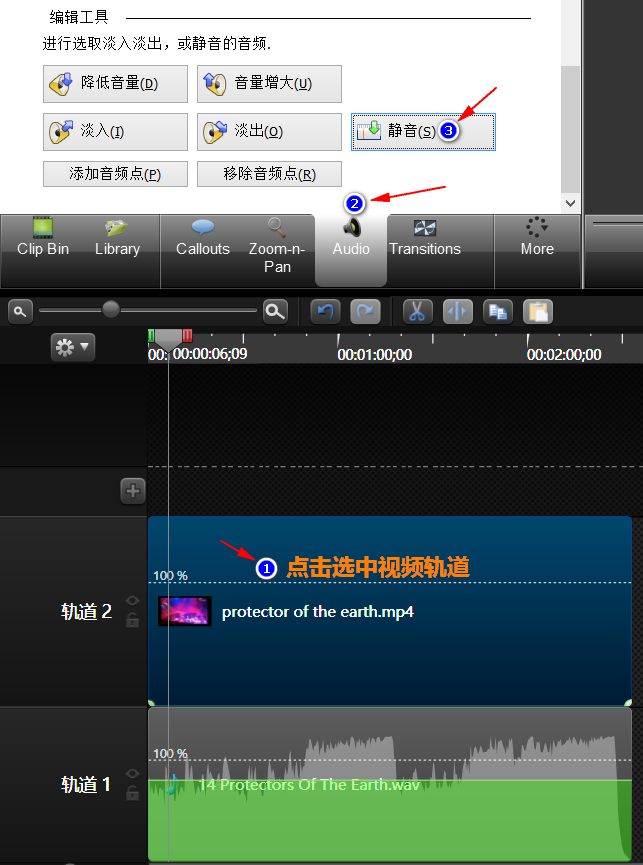 编辑工具
进行选取淡入淡出，或静音的音频.
降低音量(D) 音量增大(U)
淡入(I) 淡出(O) 静音(S) 3
添加音频点(P) 移除音频点(R)
2
Clip Bin Library Callouts Zoom-n-Pan Audio Transitions More
00: 00:00:06;09 00:01:00;00 00:02:00;00
1 点击选中视频轨道
100 %
轨道 2 protector of the earth.mp4
100 %
轨道 1 14 Protectors Of The Earth.wav